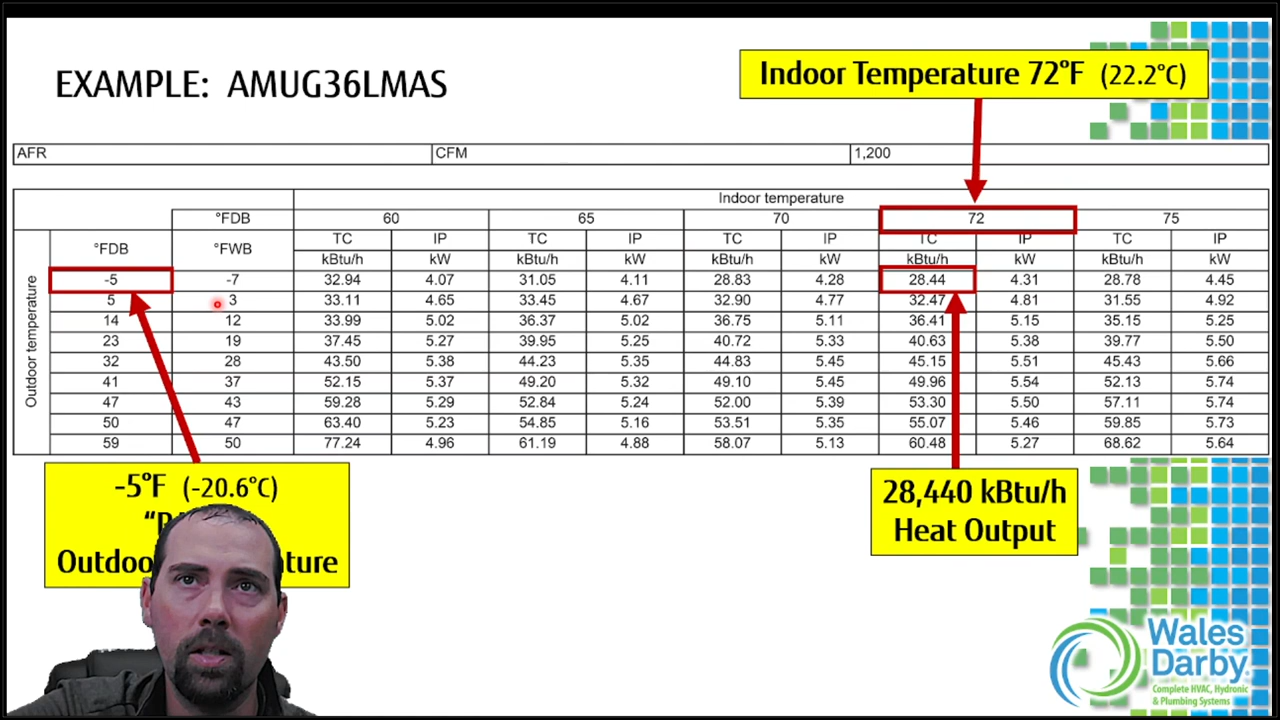 EXAMPLE: AMUG36LMAS
Indoor Temperature 72°F (22.2°C)
AFR CFM 1,200
Indoor temperature
°FDB 60 65 70 72 75
°FDB °FWB TC IP TC IP TC IP TC IP TC IP
kBtu/h kW kBtu/h kW kBtu/h kW kBtu/h kW kBtu/h kW
Outdoor temperature
-5 -7 32.94 4.07 31.05 4.11 28.83 4.28 28.44 4.31 28.78 4.45
5 3 33.11 4.65 33.45 4.67 32.90 4.77 32.47 4.81 31.55 4.92
14 12 33.99 5.02 36.37 5.02 36.75 5.11 36.41 5.15 35.15 5.25
23 19 37.45 5.27 39.95 5.25 40.72 5.33 40.63 5.38 39.77 5.50
32 28 43.50 5.38 44.23 5.35 44.83 5.45 45.15 5.51 45.43 5.66
41 37 52.15 5.37 49.20 5.32 49.10 5.45 49.96 5.54 52.13 5.74
47 43 59.28 5.29 52.84 5.24 52.00 5.39 53.30 5.50 57.11 5.74
50 47 63.40 5.23 54.85 5.16 53.51 5.35 55.07 5.46 59.85 5.73
59 50 77.24 4.96 61.19 4.88 58.07 5.13 60.48 5.27 68.62 5.64
-5°F (-20.6°C)
28,440 kBtu/h
Heat Output
Wales
Darby
Complete HVAC, Hydronic
& Plumbing Systems